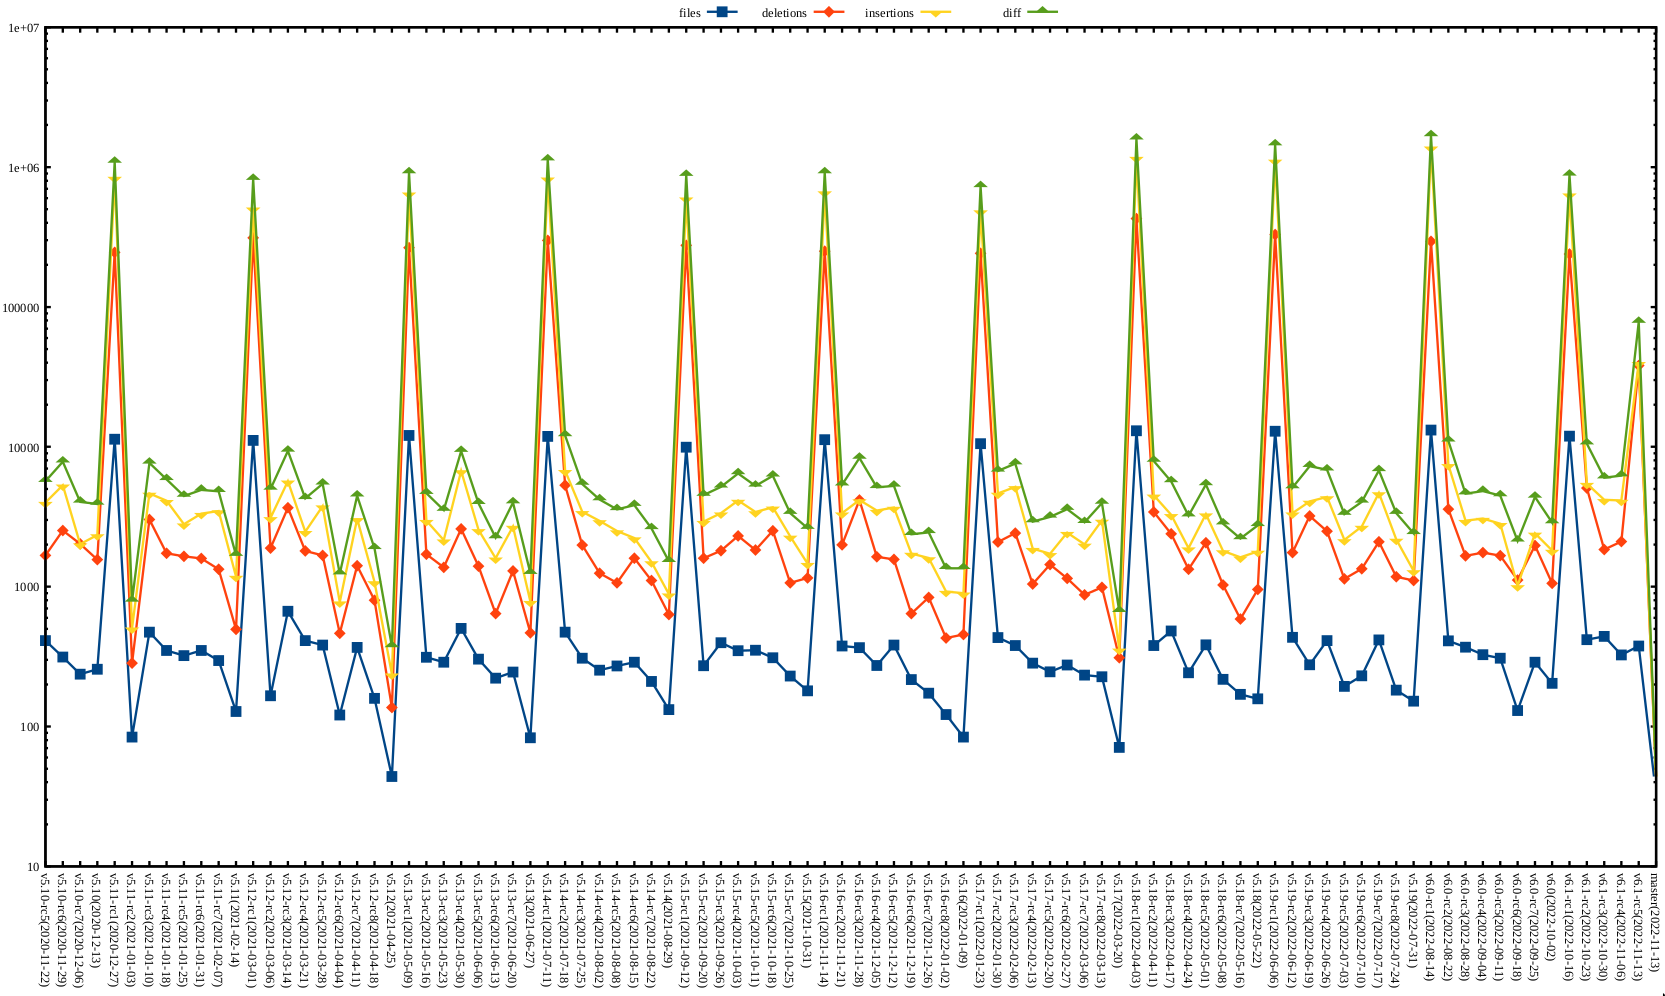 files deletions insertions diff
1e+07
1e+06
100000
10000
1000
100
10
v5.10-rc5(2020-11-22)
v5.10-rc6(2020-11-29)
v5.10-rc7(2020-12-06)
v5.10(2020-12-13)
v5.11-rc1(2020-12-27)
v5.11-rc2(2021-01-03)
v5.11-rc3(2021-01-10)
v5.11-rc4(2021-01-18)
v5.11-rc5(2021-01-25)
v5.11-rc6(2021-01-31)
v5.11-rc7(2021-02-07)
v5.11(2021-02-14)
v5.12-rc1(2021-03-01)
v5.12-rc2(2021-03-06)
v5.12-rc3(2021-03-14)
v5.12-rc4(2021-03-21)
v5.12-rc5(2021-03-28)
v5.12-rc6(2021-04-04)
v5.12-rc7(2021-04-11)
v5.12-rc8(2021-04-18)
v5.12(2021-04-25)
v5.13-rc1(2021-05-09)
v5.13-rc2(2021-05-16)
v5.13-rc3(2021-05-23)
v5.13-rc4(2021-05-30)
v5.13-rc5(2021-06-06)
v5.13-rc6(2021-06-13)
v5.13-rc7(2021-06-20)
v5.13(2021-06-27)
v5.14-rc1(2021-07-11)
v5.14-rc2(2021-07-18)
v5.14-rc3(2021-07-25)
v5.14-rc4(2021-08-02)
v5.14-rc5(2021-08-08)
v5.14-rc6(2021-08-15)
v5.14-rc7(2021-08-22)
v5.14(2021-08-29)
v5.15-rc1(2021-09-12)
v5.15-rc2(2021-09-20)
v5.15-rc3(2021-09-26)
v5.15-rc4(2021-10-03)
v5.15-rc5(2021-10-11)
v5.15-rc6(2021-10-18)
v5.15-rc7(2021-10-25)
v5.15(2021-10-31)
v5.16-rc1(2021-11-14)
v5.16-rc2(2021-11-21)
v5.16-rc3(2021-11-28)
v5.16-rc4(2021-12-05)
v5.16-rc5(2021-12-12)
v5.16-rc6(2021-12-19)
v5.16-rc7(2021-12-26)
v5.16-rc8(2022-01-02)
v5.16(2022-01-09)
v5.17-rc1(2022-01-23)
v5.17-rc2(2022-01-30)
v5.17-rc3(2022-02-06)
v5.17-rc4(2022-02-13)
v5.17-rc5(2022-02-20)
v5.17-rc6(2022-02-27)
v5.17-rc7(2022-03-06)
v5.17-rc8(2022-03-13)
v5.17(2022-03-20)
v5.18-rc1(2022-04-03)
v5.18-rc2(2022-04-11)
v5.18-rc3(2022-04-17)
v5.18-rc4(2022-04-24)
v5.18-rc5(2022-05-01)
v5.18-rc6(2022-05-08)
v5.18-rc7(2022-05-16)
v5.18(2022-05-22)
v5.19-rc1(2022-06-06)
v5.19-rc2(2022-06-12)
v5.19-rc3(2022-06-19)
v5.19-rc4(2022-06-26)
v5.19-rc5(2022-07-03)
v5.19-rc6(2022-07-10)
v5.19-rc7(2022-07-17)
v5.19-rc8(2022-07-24)
v5.19(2022-07-31)
v6.0-rc1(2022-08-14)
v6.0-rc2(2022-08-22)
v6.0-rc3(2022-08-28)
v6.0-rc4(2022-09-04)
v6.0-rc5(2022-09-11)
v6.0-rc6(2022-09-18)
v6.0-rc7(2022-09-25)
v6.0(2022-10-02)
v6.1-rc1(2022-10-16)
v6.1-rc2(2022-10-23)
v6.1-rc3(2022-10-30)
v6.1-rc4(2022-11-06)
v6.1-rc5(2022-11-13)
master(2022-11-13)